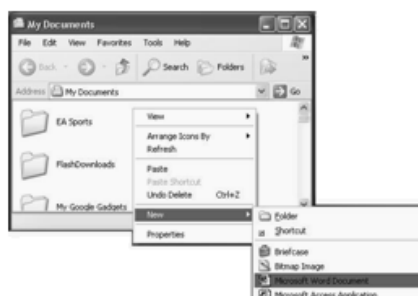 My Documents
File Edit View Favorites Tools Help
Back Search Folders
Address My Documents Go
EA Sports
FlashDownloads
My Google Gadgets
View
Arrange Icons By
Refresh
Paste
Paste Shortcut
Undo Delete Ctrl+Z
New
Properties
Folder
Shortcut
Briefcase
Bitmap Image
Microsoft Word Document
Microsoft Access Application